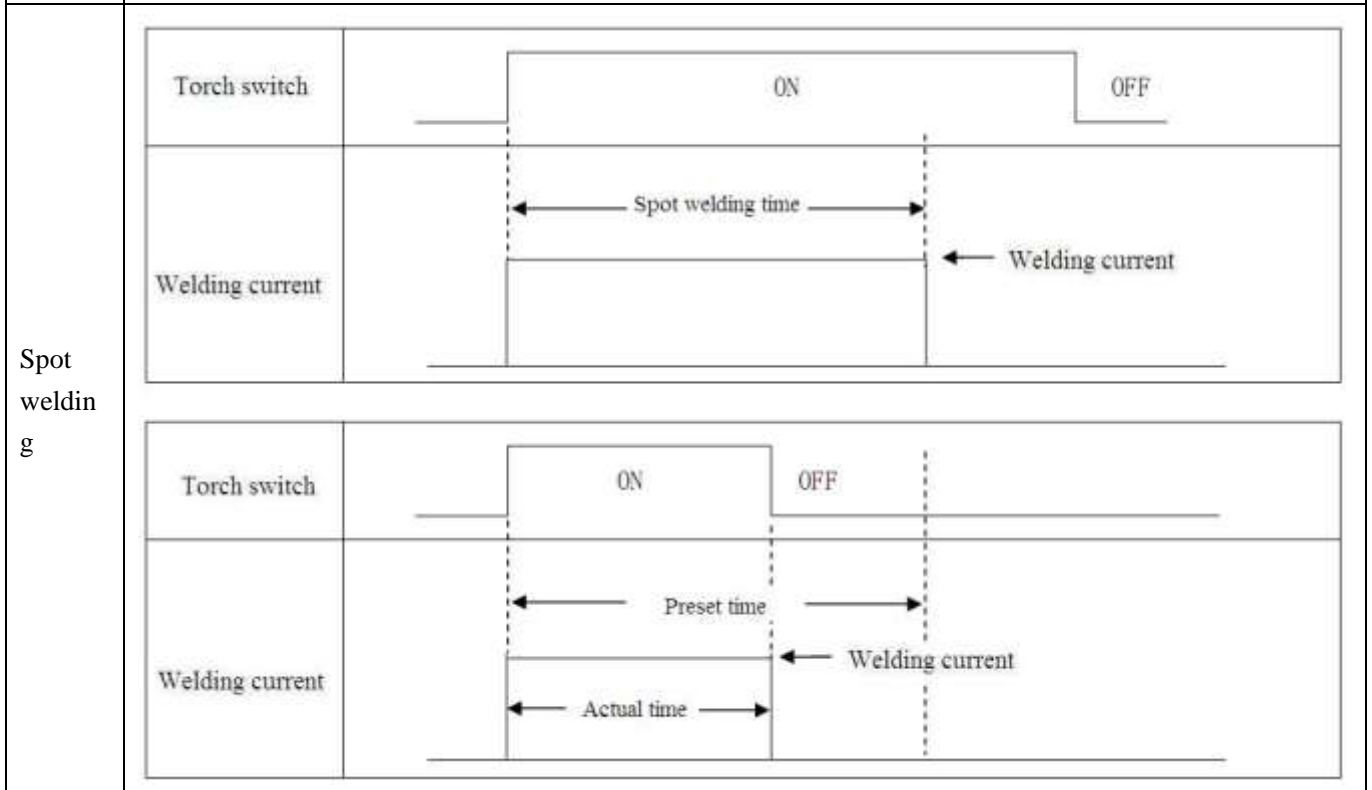 Torch switch
ON
OFF
Spot welding time
Welding current
Welding current
Spot
weldin
g
Torch switch
ON
OFF
Preset time
Welding current
Welding current
Actual time